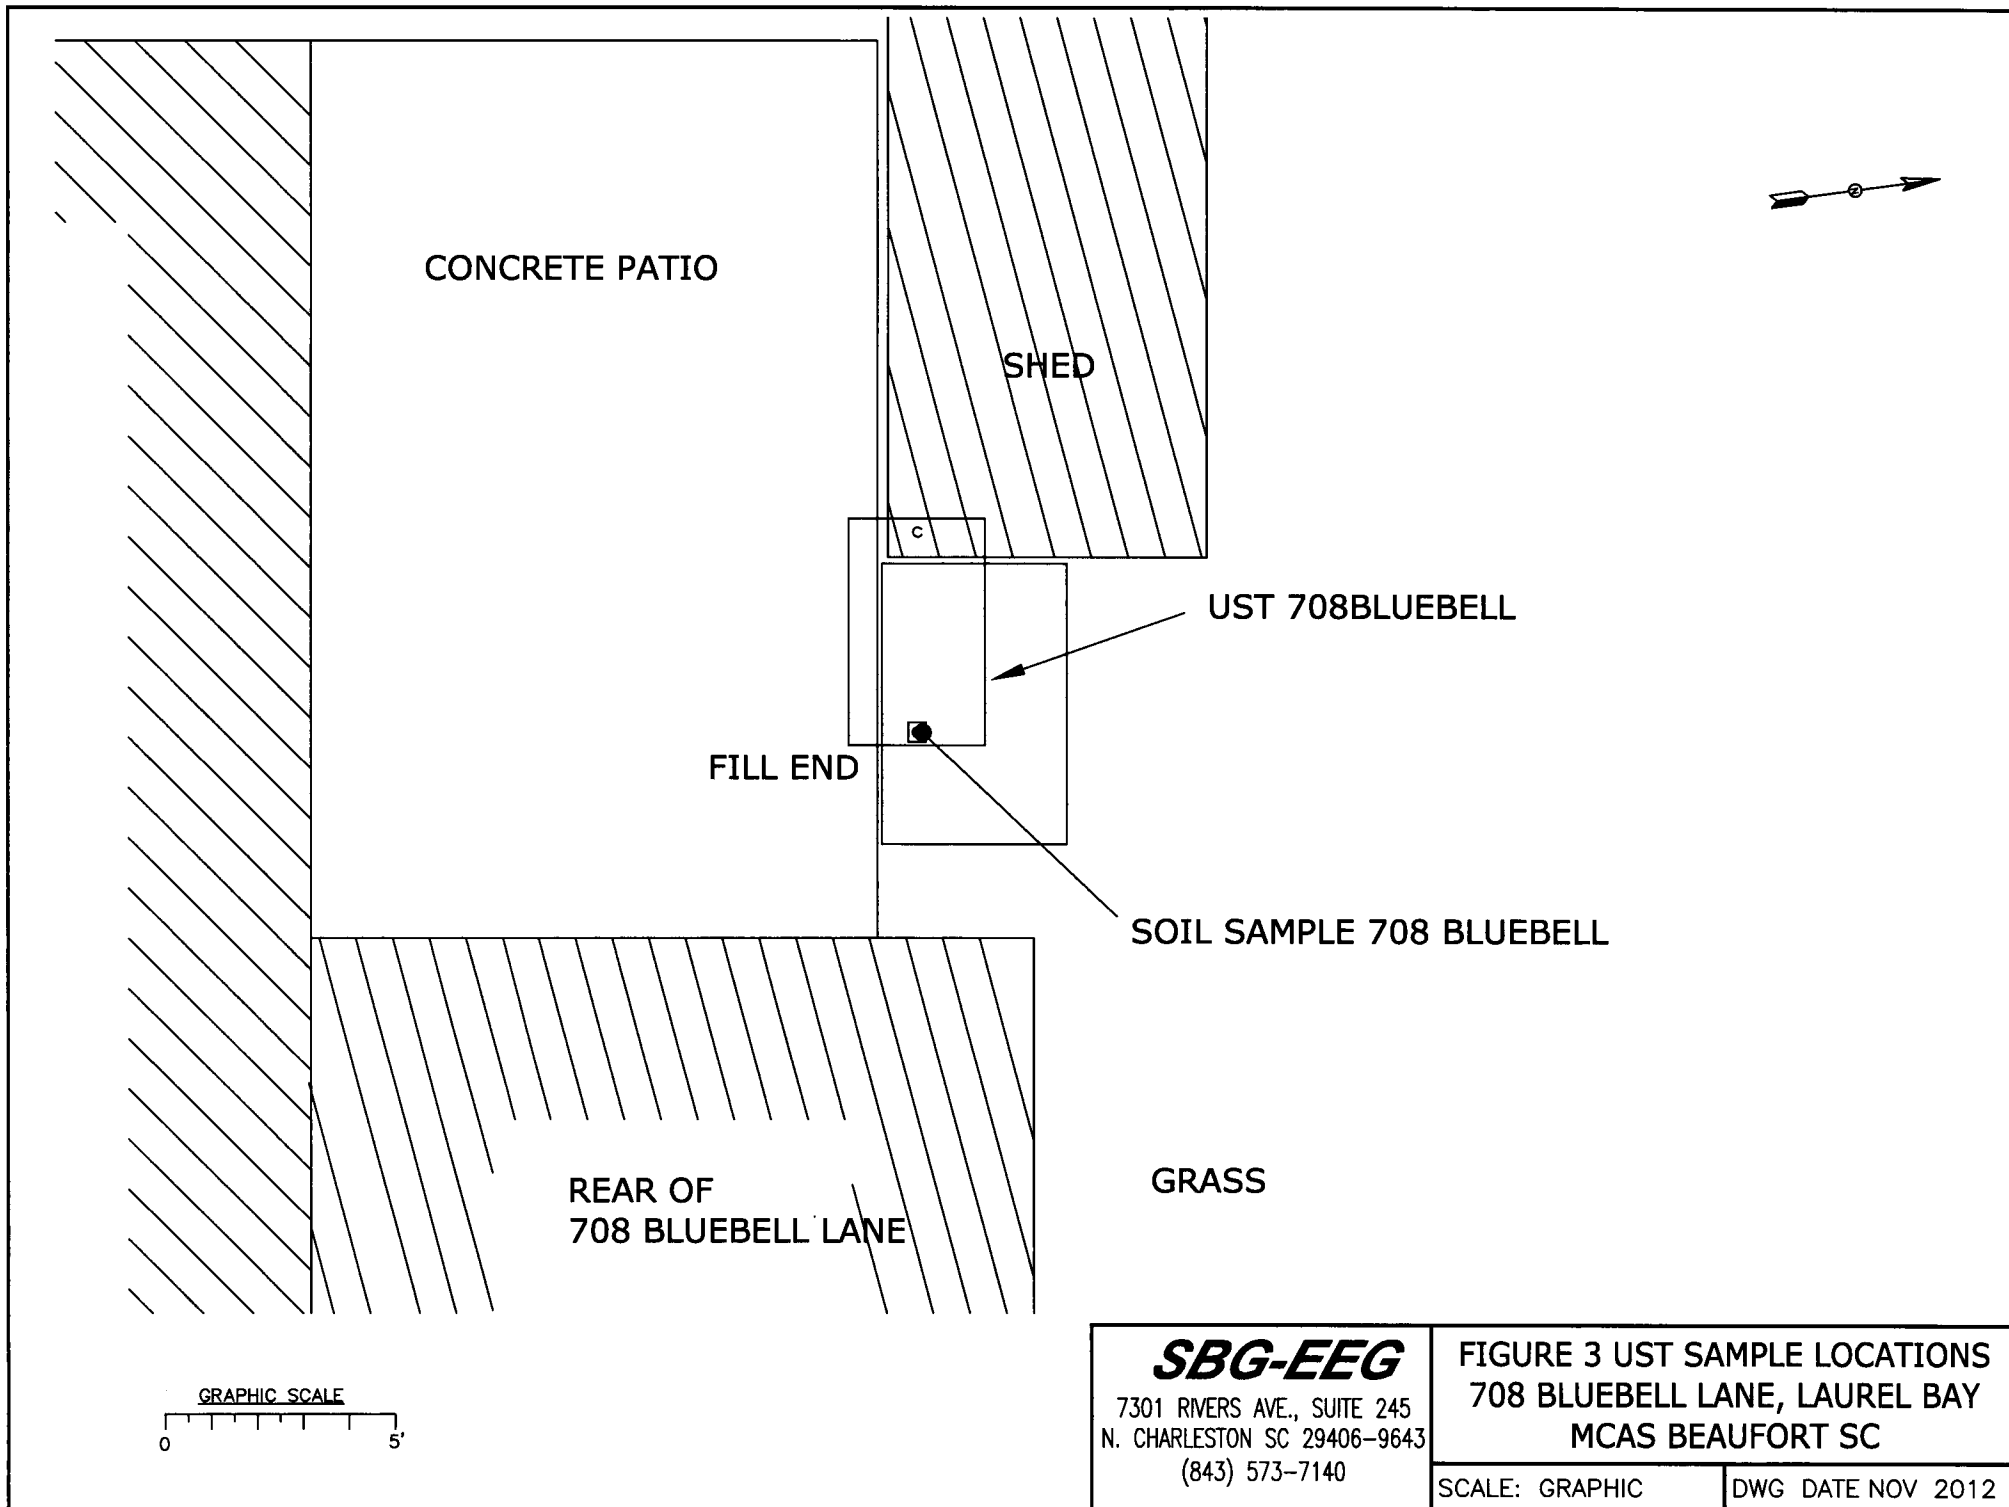 CONCRETE PATIO
SHED
Z
C
UST 708BLUEBELL
FILL END
SOIL SAMPLE 708 BLUEBELL
REAR OF
708 BLUEBELL LANE
GRASS
GRAPHIC SCALE
0 5'
SBG-EEG
7301 RIVERS AVE., SUITE 245
N. CHARLESTON SC 29406-9643
(843) 573-7140
FIGURE 3 UST SAMPLE LOCATIONS
708 BLUEBELL LANE, LAUREL BAY
MCAS BEAUFORT SC
SCALE: GRAPHIC
DWG DATE NOV 2012